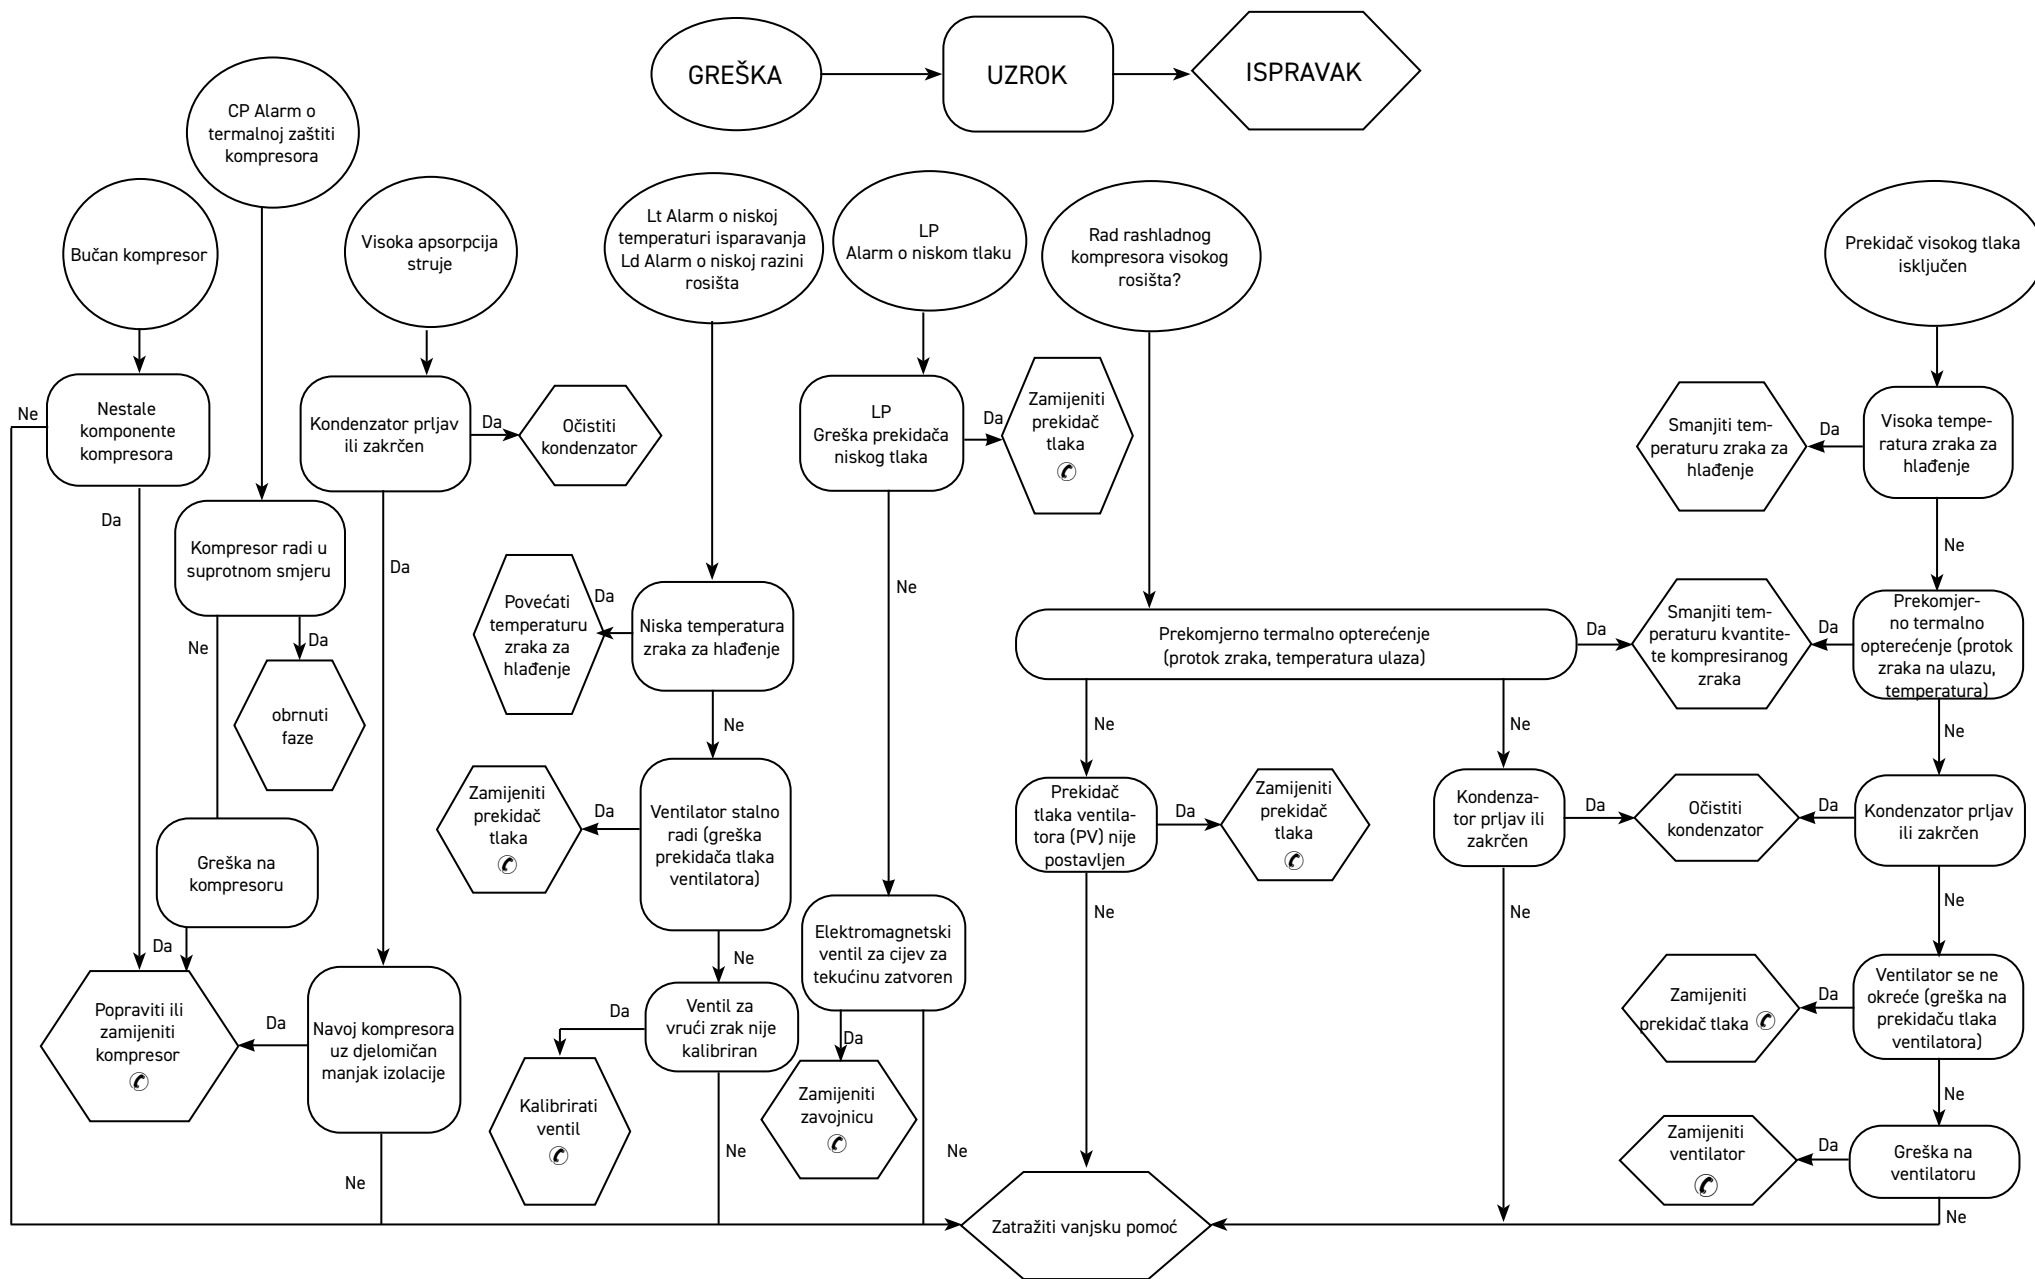 GREŠKA
UZROK
ISPRAVAK
CP Alarm o
termalnoj zaštiti
kompresora
Bučan kompresor
Visoka apsorpcija
struje
Lt Alarm o niskoj
temperaturi isparavanja
Ld Alarm o niskoj razini
rosišta
LP
Alarm o niskom tlaku
Rad rashladnog
kompresora visokog
rosišta?
Prekidač visokog tlaka
isključen
Ne
Nestale
komponente
kompresora
Da
Kompresor radi u
suprotnom smjeru
Ne
Da
obrnuti
faze
Greška na
kompresoru
Da
Popraviti ili
zamijeniti
kompresor
Kondenzator prljav
ili zakrčen
Da
Očistiti
kondenzator
Da
Navoj kompresora
uz djelomičan
manjak izolacije
Da
Ne
Niska temperatura
zraka za hlađenje
Da
Povećati
temperaturu
zraka za
hlađenje
Ne
Ventilator stalno
radi (greška
prekidača tlaka
ventilatora)
Da
Zamijeniti
prekidač
tlaka
Ne
Ventil za
vrući zrak nije
kalibriran
Da
Kalibrirati
ventil
Ne
LP
Greška prekidača
niskog tlaka
Da
Zamijeniti
prekidač
tlaka
Ne
Elektromagnetski
ventil za cijev za
tekućinu zatvoren
Da
Zamijeniti
zavojnicu
Ne
Prekomjerno termalno opterećenje
(protok zraka, temperatura ulaza)
Da
Smanjiti tem-
peraturu kvantite-
te kompresiranog
zraka
Ne
Prekidač
tlaka ventila-
tora (PV) nije
postavljen
Da
Zamijeniti
prekidač
tlaka
Ne
Ne
Kondenza-
tor prljav ili
zakrčen
Da
Očistiti
kondenzator
Ne
Visoka tempe-
ratura zraka za
hlađenje
Da
Smanjiti tem-
peraturu zraka za
hlađenje
Ne
Prekomjer-
no termalno
opterećenje (protok
zraka na ulazu,
temperatura)
Da
Ne
Kondenzator prljav
ili zakrčen
Da
Ne
Ventilator se ne
okreće (greška na
prekidaču tlaka
ventilatora)
Da
Zamijeniti
prekidač tlaka
Ne
Greška na
ventilatoru
Da
Zamijeniti
ventilator
Ne
Zatražiti vanjsku pomoć